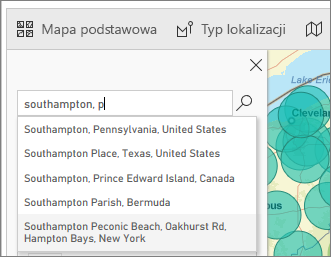 Mapa podstawowa Typ lokalizacji
southampton, p
Southampton, Pennsylvania, United States
Southampton Place, Texas, United States
Southampton, Prince Edward Island, Canada
Southampton Parish, Bermuda
Southampton Peconic Beach, Oakhurst Rd,
Hampton Bays, New York
Lake Erie
Clevelan
bus